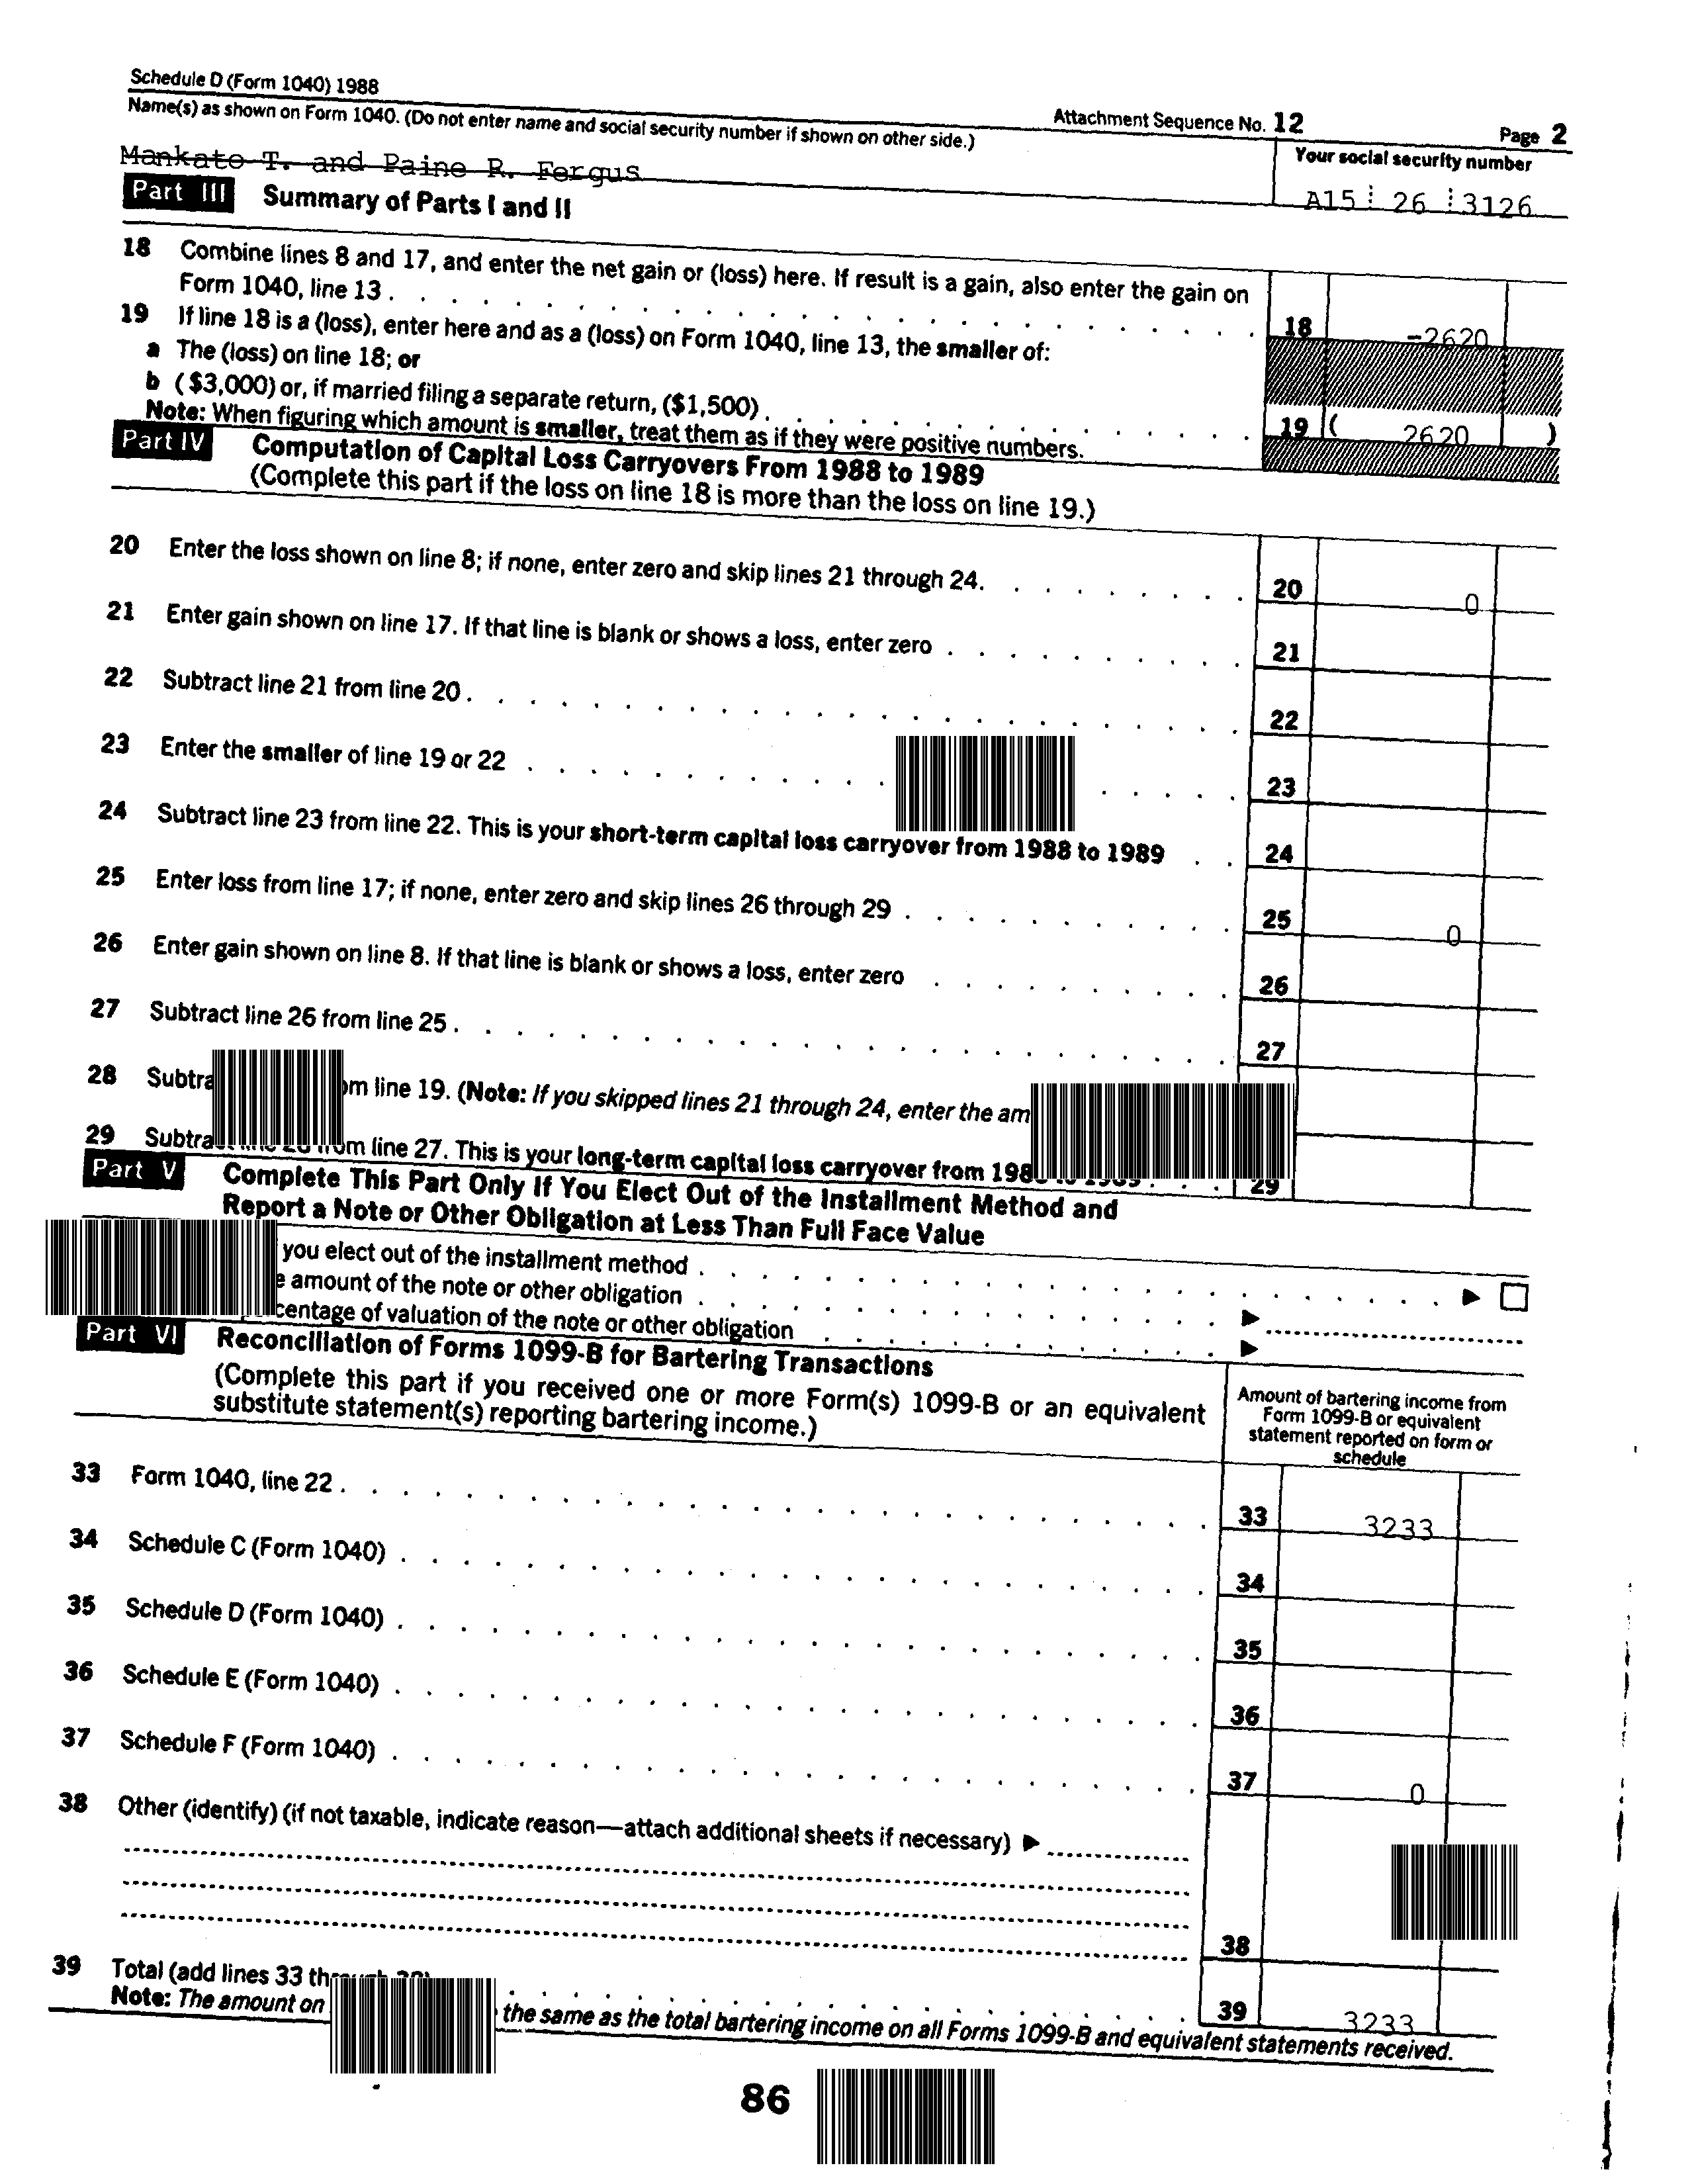 Schedule D (Form 1040) 1988
Attachment Sequence No. 12
Page 2
Name(s) as shown on Form 1040. (Do not enter name and social security number if shown on other side.)
Your social security number
Mankato T. and Paine R. Fergus
A15 26 3126
Part III Summary of Parts I and II
18 Combine lines 8 and 17, and enter the net gain or (loss) here. If result is a gain, also enter the gain on
Form 1040, line 13 . . . . . . . . . . . . . . . . . . . . . . . . . . . 18 -2620
19 If line 18 is a (loss), enter here and as a (loss) on Form 1040, line 13, the smaller of:
a The (loss) on line 18; or
b ($3,000) or, if married filing a separate return, ($1,500) . . . . . . . . . . . . . . . . 19 ( 2620 )
Note: When figuring which amount is smaller, treat them as if they were positive numbers.
Part IV Computation of Capital Loss Carryovers From 1988 to 1989
(Complete this part if the loss on line 18 is more than the loss on line 19.)
20 Enter the loss shown on line 8; if none, enter zero and skip lines 21 through 24. . . . . . . . . 20 0
21 Enter gain shown on line 17. If that line is blank or shows a loss, enter zero . . . . . . . . . . 21
22 Subtract line 21 from line 20 . . . . . . . . . . . . . . . . . . . . . . . . . 22
23 Enter the smaller of line 19 or 22 . . . . . . . . . . . . . . . . . 23
24 Subtract line 23 from line 22. This is your short-term capital loss carryover from 1988 to 1989 . . 24
25 Enter loss from line 17; if none, enter zero and skip lines 26 through 29 . . . . . . . . . . . 25 0
26 Enter gain shown on line 8. If that line is blank or shows a loss, enter zero . . . . . . . . . . 26
27 Subtract line 26 from line 25 . . . . . . . . . . . . . . . . . . . . . . . . . 27
28 line 19. (Note: If you skipped lines 21 through 24, enter the
29 line 27. This is your long-term capital loss carryover from . . . 29
Part V Complete This Part Only If You Elect Out of the Installment Method and
Report a Note or Other Obligation at Less Than Full Face Value
you elect out of the installment method . . . . . . . . . . . . . . . . . . . . . . . . . ▶ □
amount of the note or other obligation . . . . . . . . . . . . . . . . . ▶
of valuation of the note or other obligation . . . . . . . . . . . . . ▶
Part VI Reconciliation of Forms 1099-B for Bartering Transactions
(Complete this part if you received one or more Form(s) 1099-B or an equivalent
substitute statement(s) reporting bartering income.)
Amount of bartering income from
Form 1099-B or equivalent
statement reported on form or
schedule
33 Form 1040, line 22 . . . . . . . . . . . . . . . . . . . . . . . . . . . . 33 3233
34 Schedule C (Form 1040) . . . . . . . . . . . . . . . . . . . . . . . . . . 34
35 Schedule D (Form 1040) . . . . . . . . . . . . . . . . . . . . . . . . . . 35
36 Schedule E (Form 1040) . . . . . . . . . . . . . . . . . . . . . . . . . . 36
37 Schedule F (Form 1040) . . . . . . . . . . . . . . . . . . . . . . . . . . 37 0
38 Other (identify) (if not taxable, indicate reason—attach additional sheets if necessary) ▶
38
39 Total (add lines 33 . . . . . . . . . . . . . . . . . . . . . . . 39 3233
Note: The amount on the same as the total bartering income on all Forms 1099-B and equivalent statements received.
86